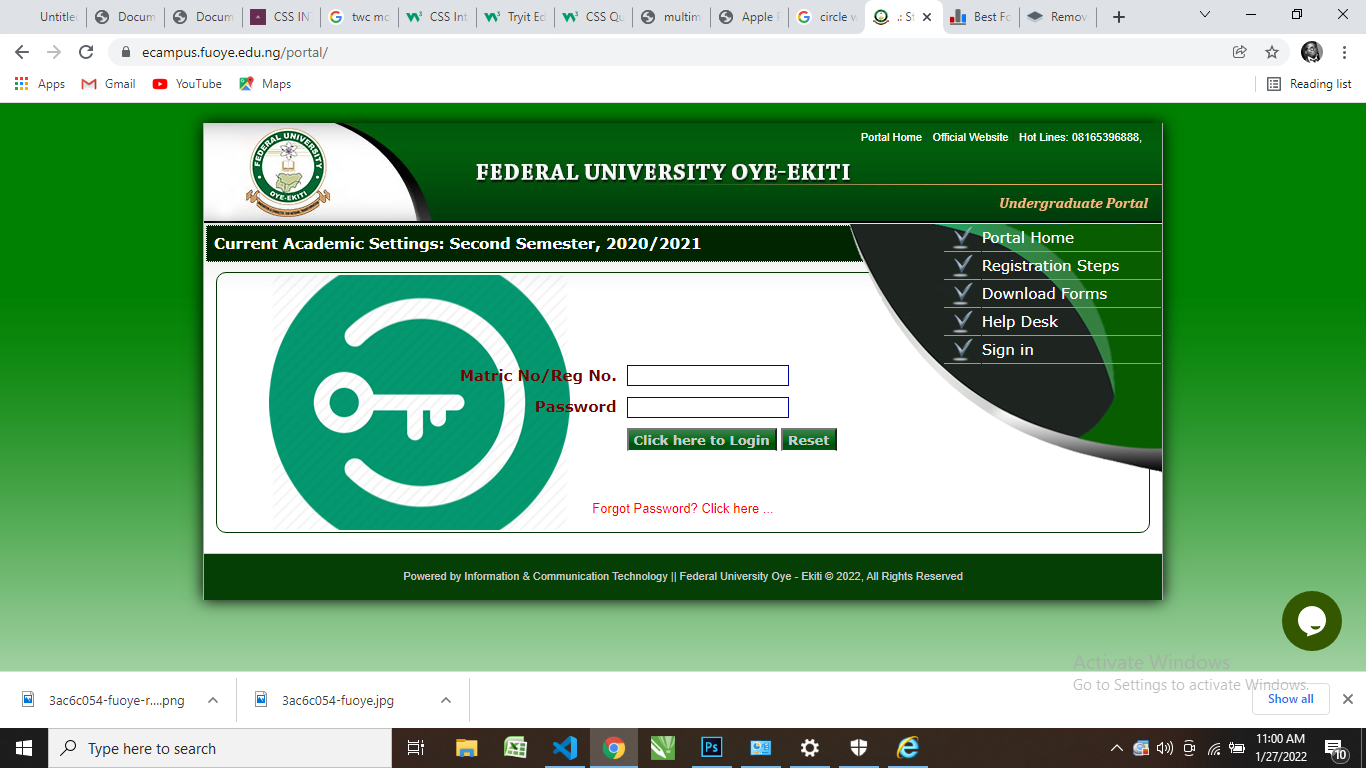 Untitle
Docum
Docum
CSS IN
twc mc
CSS Int
Tryit Ed
CSS Qu
multim
Apple
circle w
.: St
Best Fo
Remov
ecampus.fuoye.edu.ng/portal/
Apps
Gmail
YouTube
Maps
Reading list
Portal Home Official Website Hot Lines: 08165396888,
FEDERAL UNIVERSITY
OYE-EKITI
FEDERAL UNIVERSITY OYE-EKITI
Undergraduate Portal
Current Academic Settings: Second Semester, 2020/2021
Portal Home
Registration Steps
Download Forms
Help Desk
Sign in
Matric No/Reg No.
Password
Click here to Login Reset
Forgot Password? Click here ...
Powered by Information & Communication Technology || Federal University Oye - Ekiti © 2022, All Rights Reserved
Activate Windows
Go to Settings to activate Windows.
3ac6c054-fuoye-r....png
3ac6c054-fuoye.jpg
Show all
Type here to search
Ps
11:00 AM
1/27/2022
10